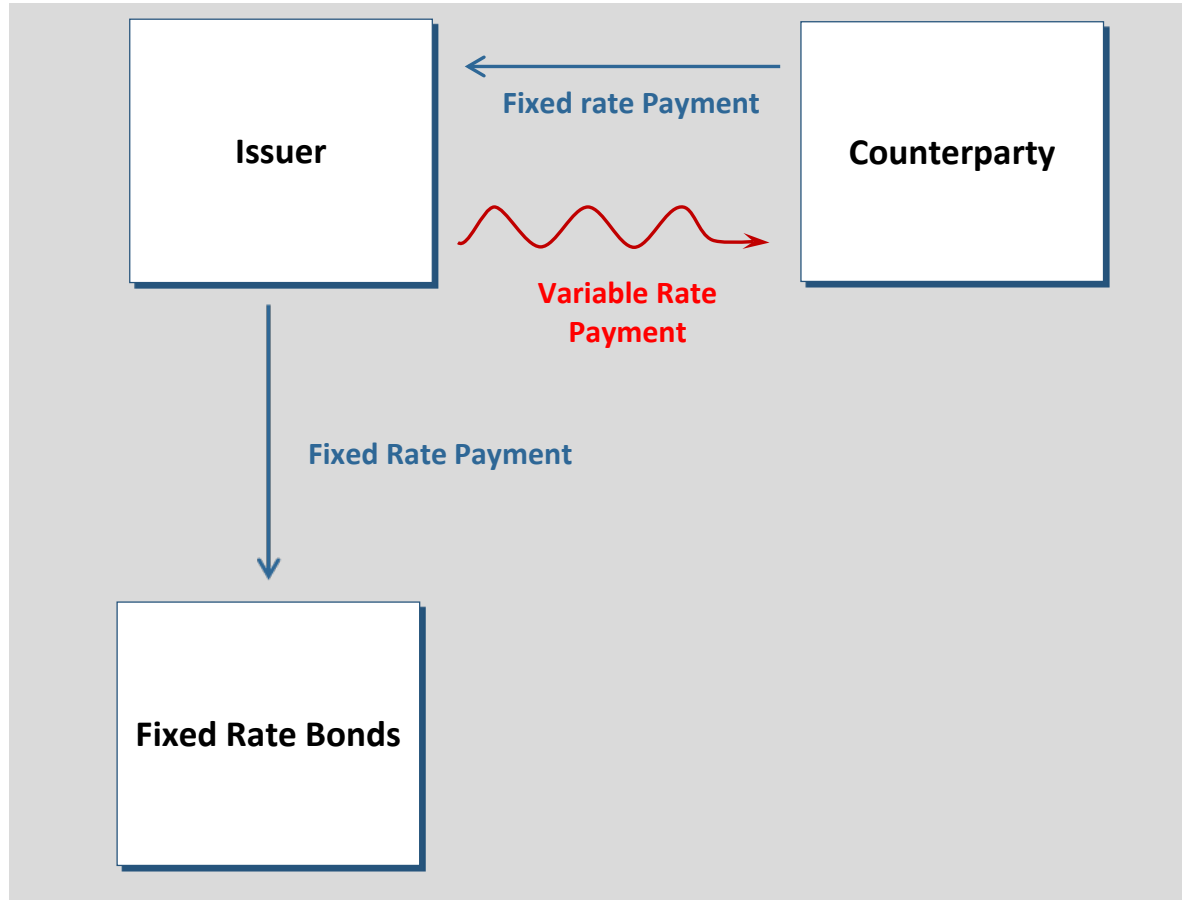 Issuer
Fixed rate Payment
Counterparty
Variable Rate
Payment
Fixed Rate Payment
Fixed Rate Bonds